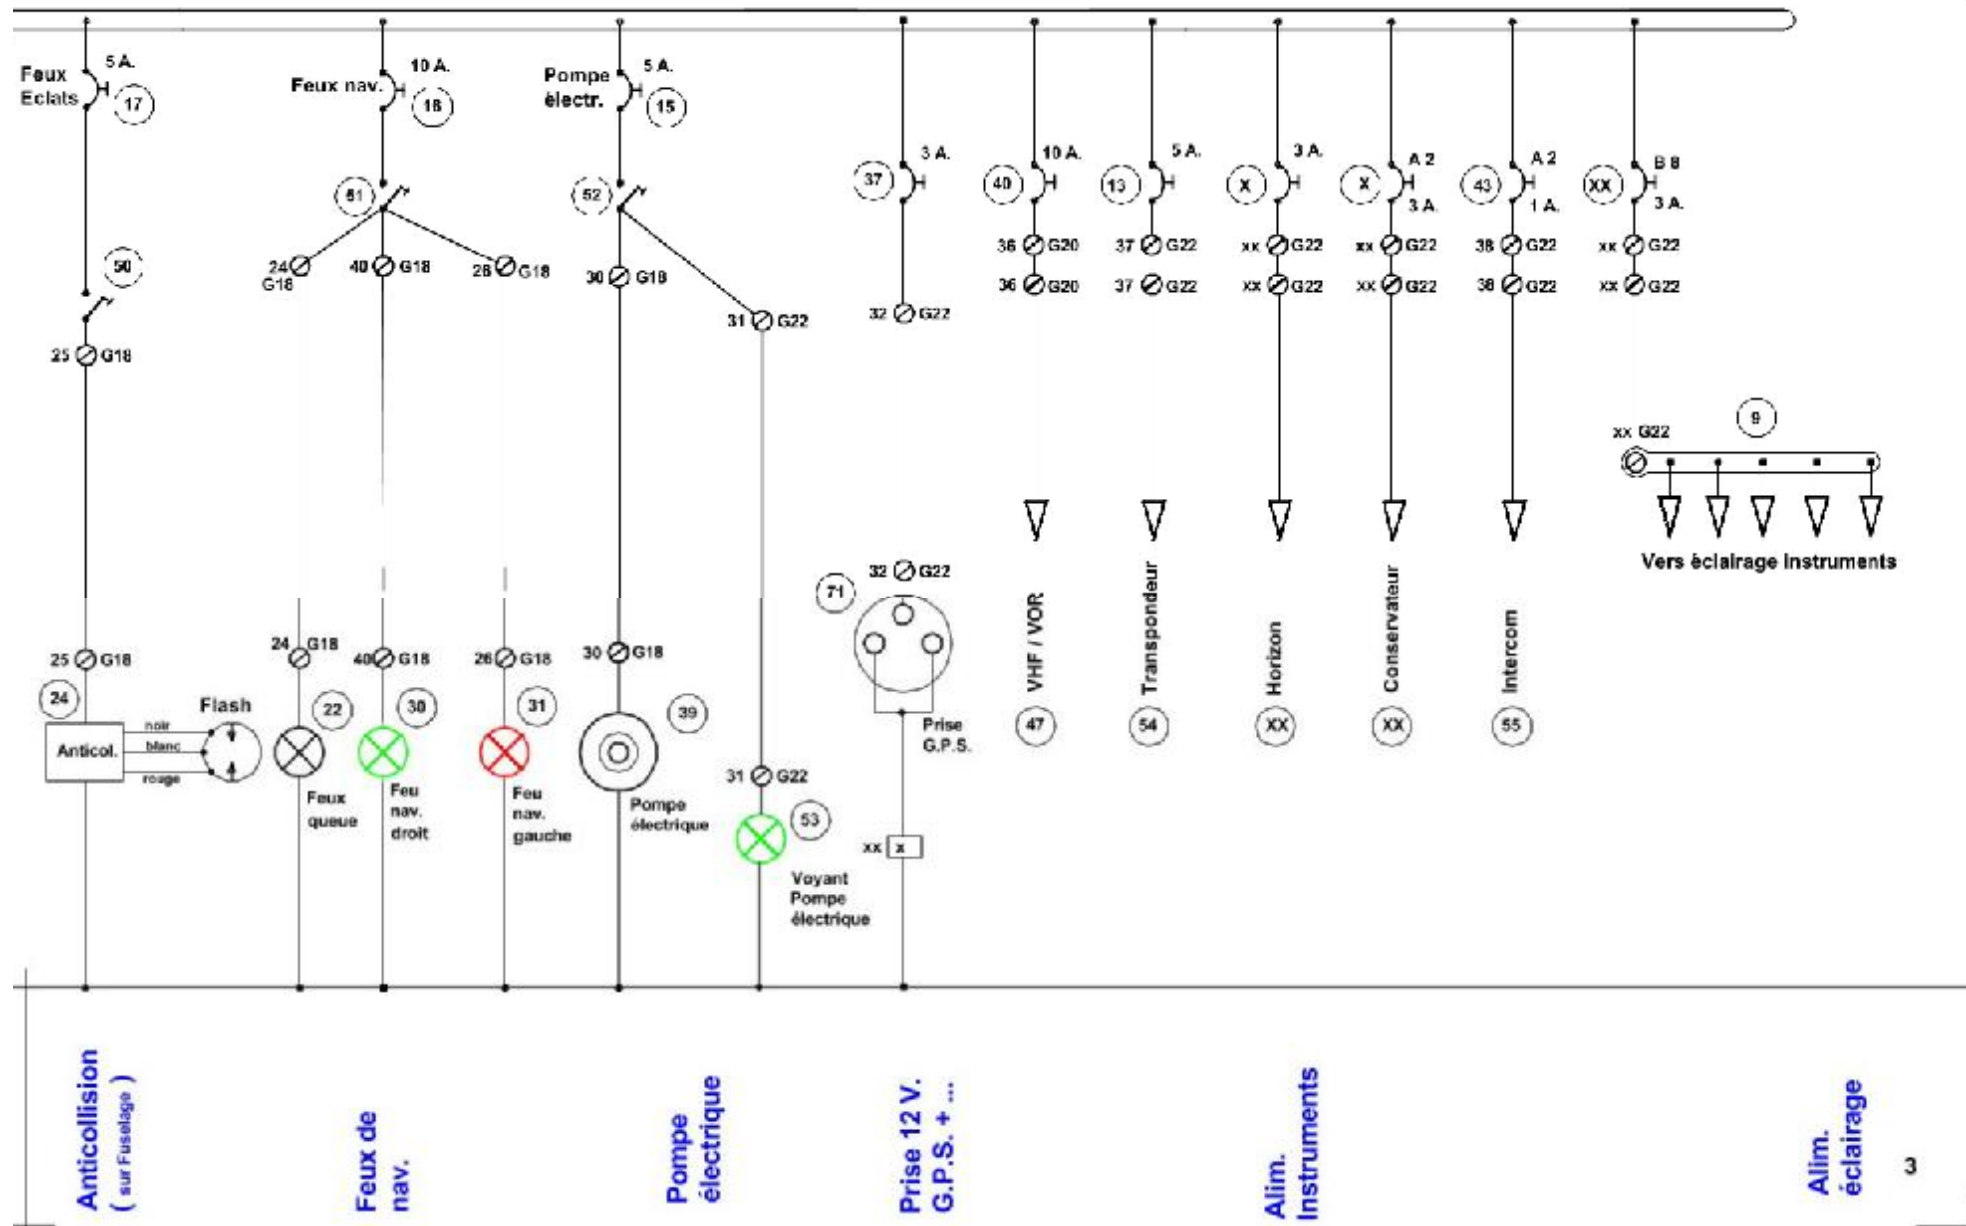 5 A.
Feux
Eclats
17
10 A.
Feux nav.
18
Pompe
électr.
5 A.
15
3 A.
37
10 A.
40
5 A.
13
3 A.
X
A 2
X
3 A.
A 2
43
1 A.
B 8
XX
3 A.
50
51
52
24
G18
40 G18
26 G18
30 G18
31 G22
32 G22
36 G20
37 G22
xx G22
xx G22
38 G22
xx G22
36 G20
37 G22
xx G22
xx G22
38 G22
xx G22
25 G18
9
xx G22
Vers éclairage Instruments
25 G18
24 G18
40 G18
26 G18
30 G18
32 G22
71
24
Flash
noir
blanc
rouge
Anticol.
22
Feux
queue
30
Feu
nav.
droit
31
Feu
nav.
gauche
39
Pompe
électrique
31 G22
53
Voyant
Pompe
électrique
Prise
G.P.S.
xx x
VHF / VOR
47
Transpondeur
54
Horizon
XX
Conservateur
XX
Intercom
55
Anticollision
( sur Fuselage )
Feux de
nav.
Pompe
électrique
Prise 12 V.
G.P.S. + ...
Alim.
Instruments
Alim.
éclairage
3